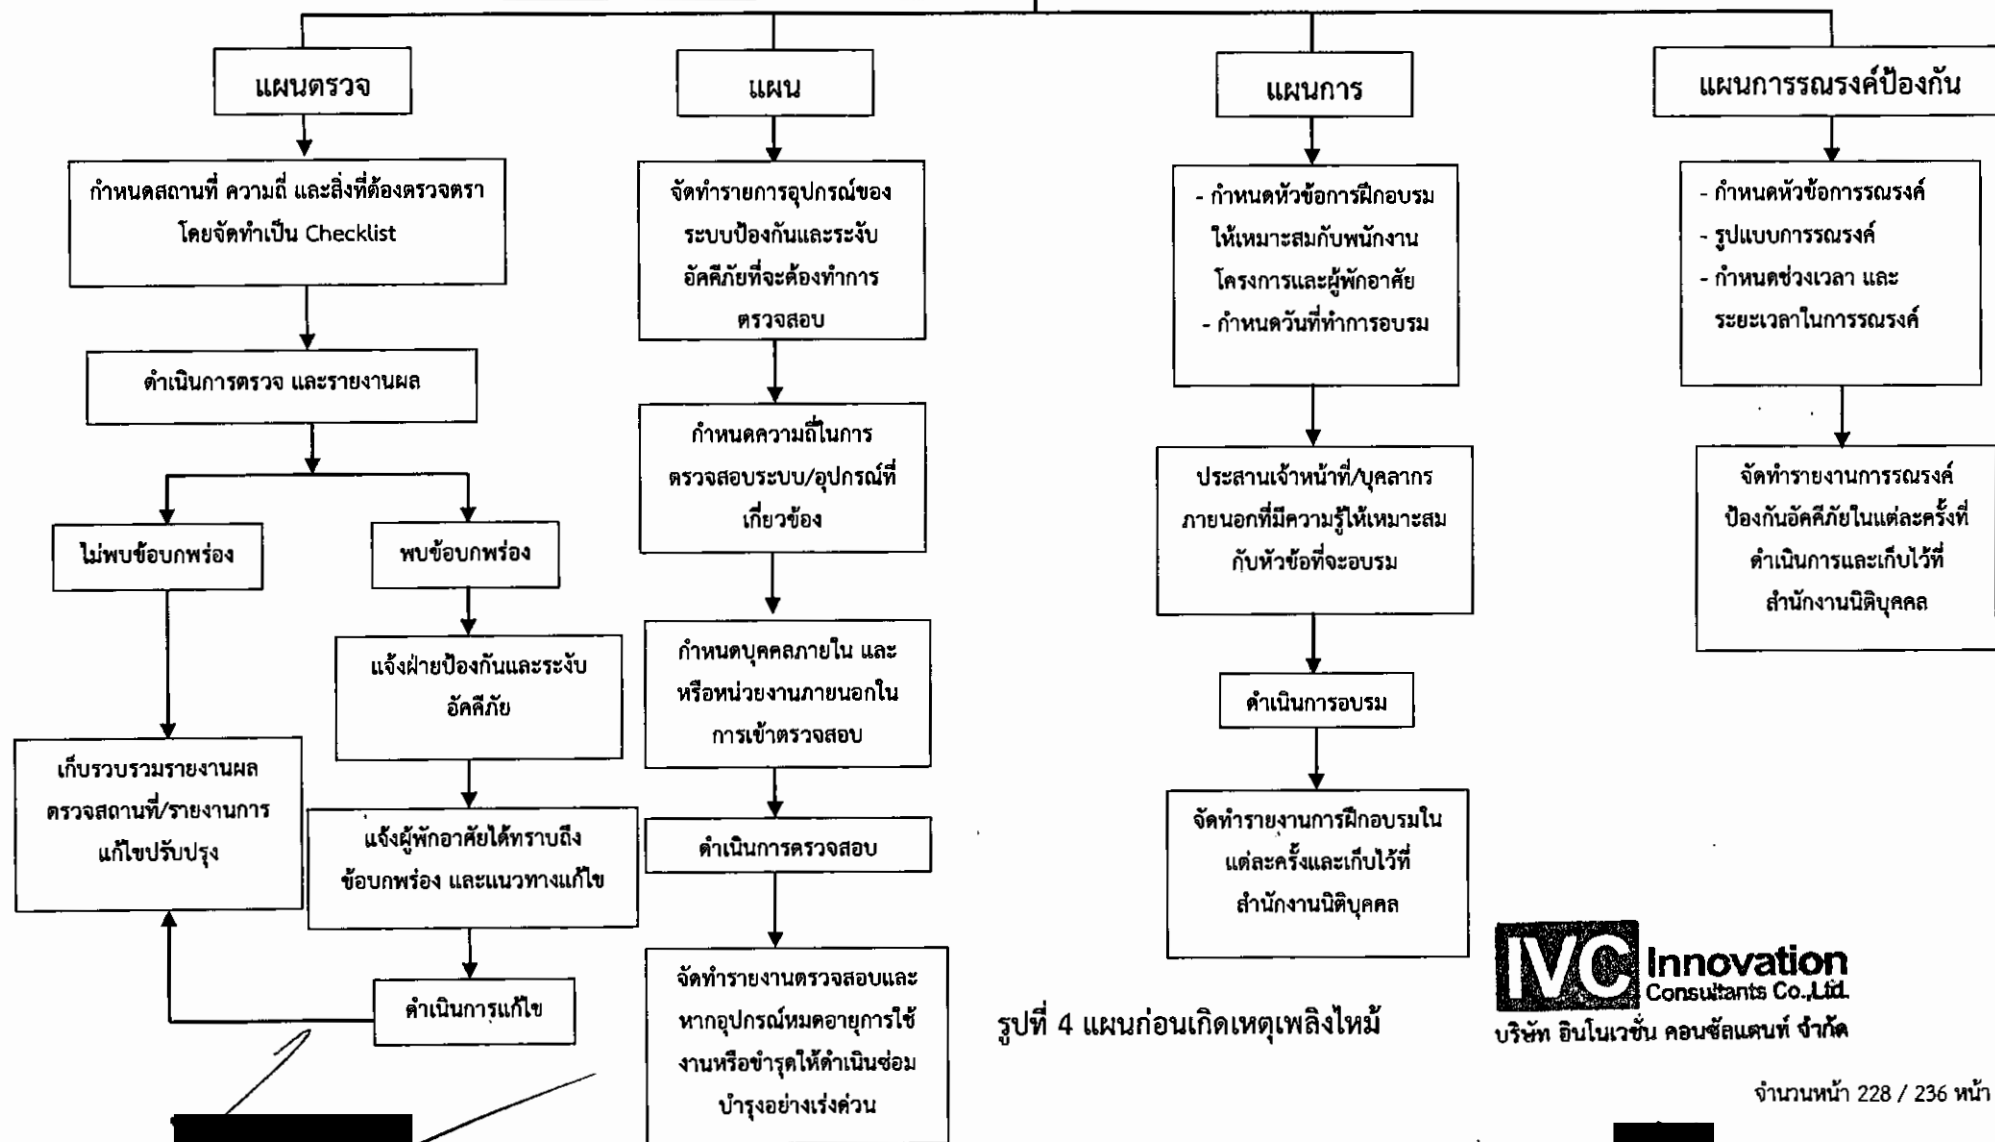 แผนตรวจ
กำหนดสถานที่ ความถี่ และสิ่งที่ต้องตรวจตรา
โดยจัดทำเป็น Checklist
ดำเนินการตรวจ และรายงานผล
ไม่พบข้อบกพร่อง
พบข้อบกพร่อง
แจ้งฝ่ายป้องกันและระงับ
อัคคีภัย
เก็บรวบรวมรายงานผล
ตรวจสถานที่/รายงานการ
แก้ไขปรับปรุง
แจ้งผู้พักอาศัยได้ทราบถึง
ข้อบกพร่อง และแนวทางแก้ไข
ดำเนินการแก้ไข
แผน
จัดทำรายการอุปกรณ์ของ
ระบบป้องกันและระงับ
อัคคีภัยที่จะต้องทำการ
ตรวจสอบ
กำหนดความถี่ในการ
ตรวจสอบระบบ/อุปกรณ์ที่
เกี่ยวข้อง
กำหนดบุคคลภายใน และ
หรือหน่วยงานภายนอกใน
การเข้าตรวจสอบ
ดำเนินการตรวจสอบ
จัดทำรายงานตรวจสอบและ
หากอุปกรณ์หมดอายุการใช้
งานหรือชำรุดให้ดำเนินซ่อม
บำรุงอย่างเร่งด่วน
แผนการ
- กำหนดหัวข้อการฝึกอบรม
ให้เหมาะสมกับพนักงาน
โครงการและผู้พักอาศัย
- กำหนดวันที่ทำการอบรม
ประสานเจ้าหน้าที่/บุคลากร
ภายนอกที่มีความรู้ให้เหมาะสม
กับหัวข้อที่จะอบรม
ดำเนินการอบรม
จัดทำรายงานการฝึกอบรมใน
แต่ละครั้งและเก็บไว้ที่
สำนักงานนิติบุคคล
แผนการรณรงค์ป้องกัน
- กำหนดหัวข้อการรณรงค์
- รูปแบบการรณรงค์
- กำหนดช่วงเวลา และ
ระยะเวลาในการรณรงค์
จัดทำรายงานการรณรงค์
ป้องกันอัคคีภัยในแต่ละครั้งที่
ดำเนินการและเก็บไว้ที่
สำนักงานนิติบุคคล
รูปที่ 4 แผนก่อนเกิดเหตุเพลิงไหม้
IVC Innovation
Consultants Co.,Ltd.
บริษัท อินโนเวชั่น คอนซัลแตนท์ จำกัด
จำนวนหน้า 228 / 236 หน้า